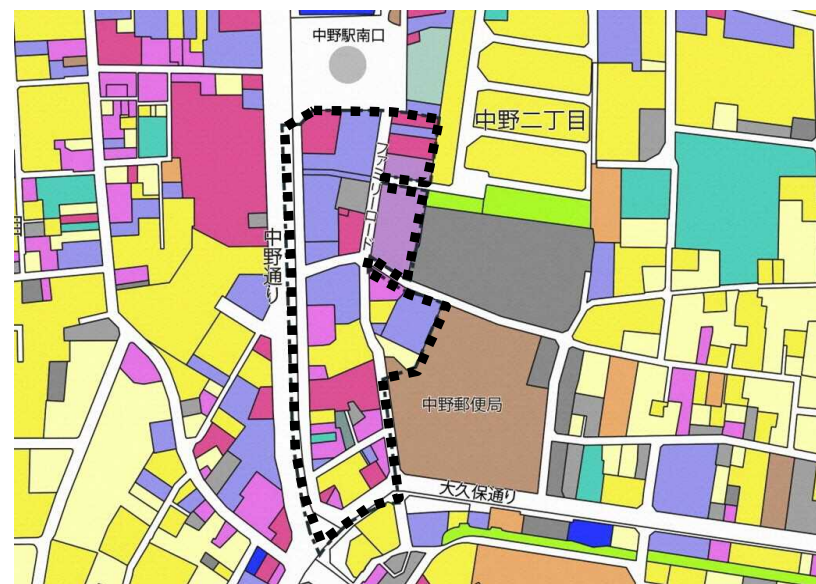 中野駅南口
中野二丁目
ファミリーロード
中野通り
中野郵便局
大久保通り